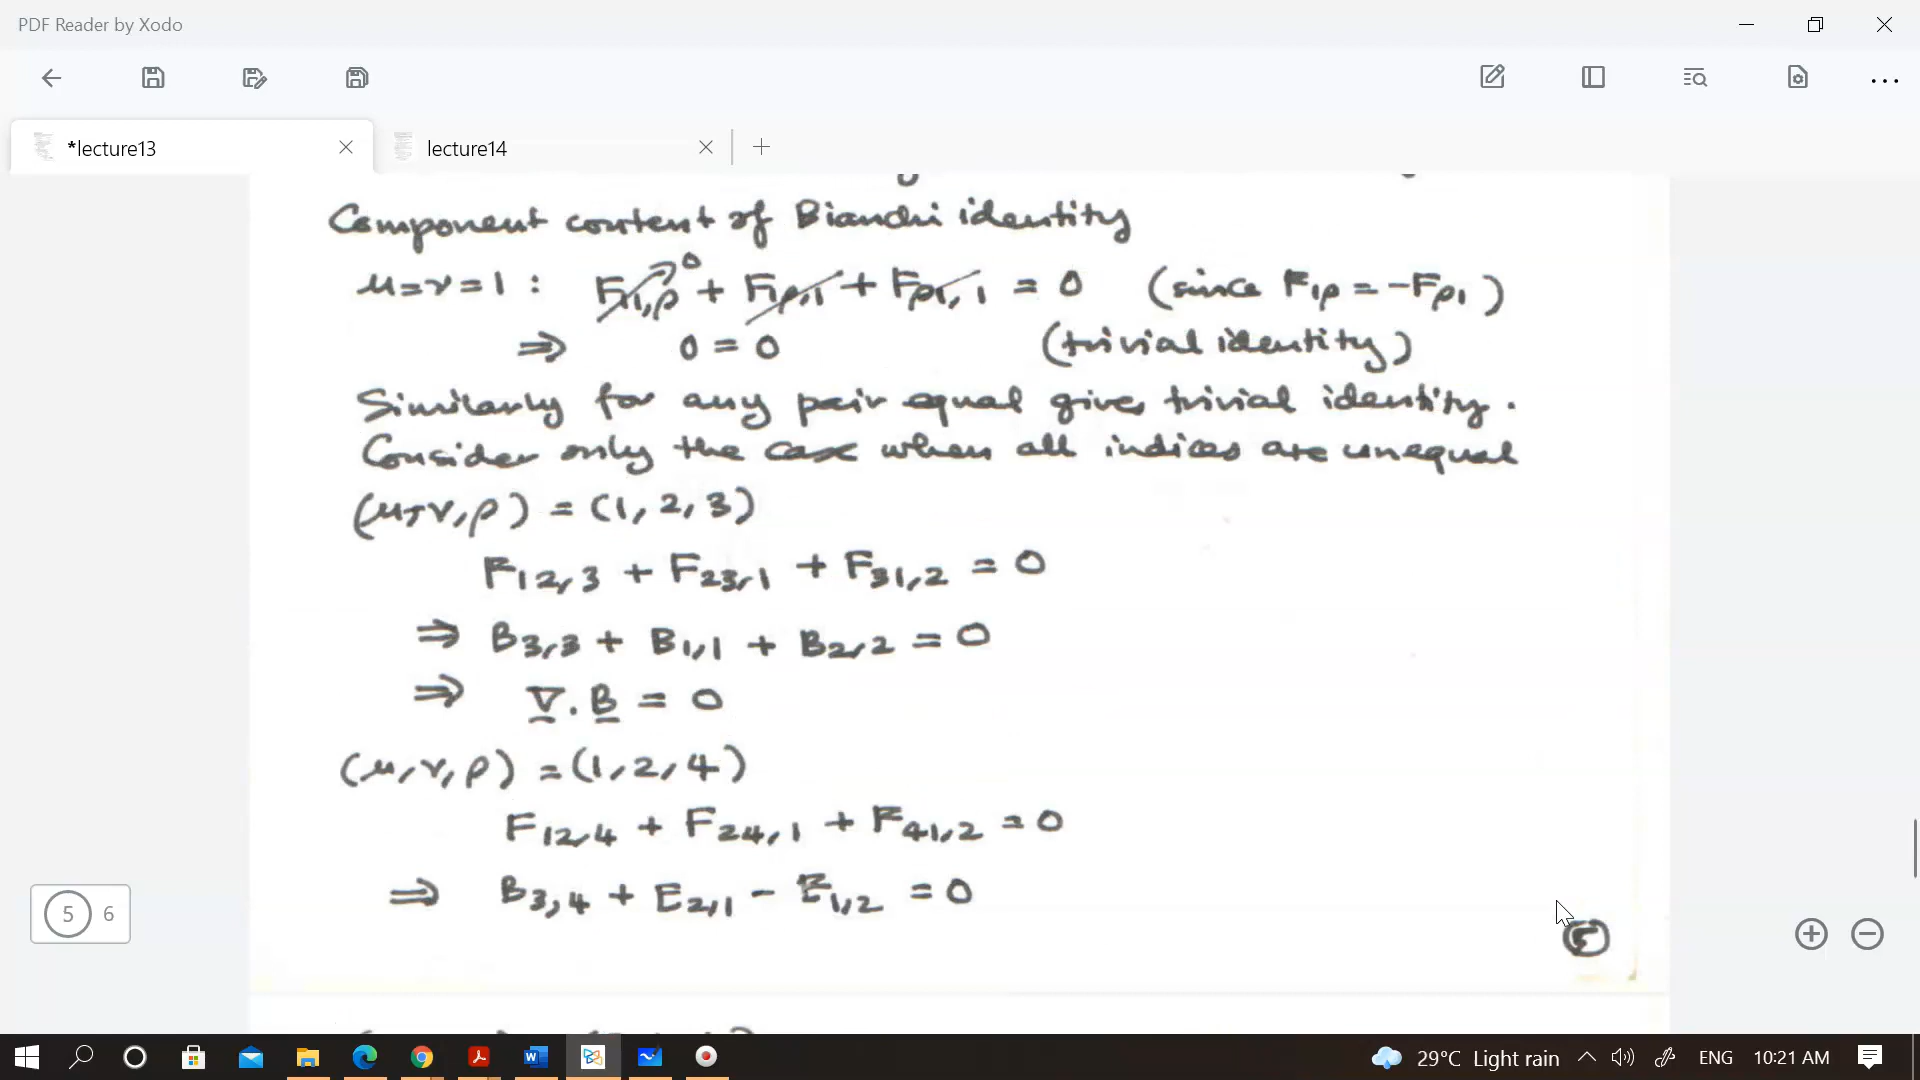 PDF Reader by Xodo
*lecture13
lecture14
Component content of Bianchi identity
μ=ν=1 : F11,ρ 0 + F1ρ,1 + Fρ1,1 = 0 (since F1ρ = -Fρ1)
⇒ 0 = 0 (trivial identity)
Similarly for any pair equal gives trivial identity.
Consider only the case when all indices are unequal
(μ,ν,ρ) = (1,2,3)
F12,3 + F23,1 + F31,2 = 0
⇒ B3,3 + B1,1 + B2,2 = 0
⇒ ∇.B = 0
(μ,ν,ρ) = (1,2,4)
F12,4 + F24,1 + F41,2 = 0
⇒ B3,4 + E2,1 - E1,2 = 0
5 6
5
29°C Light rain ENG 10:21 AM